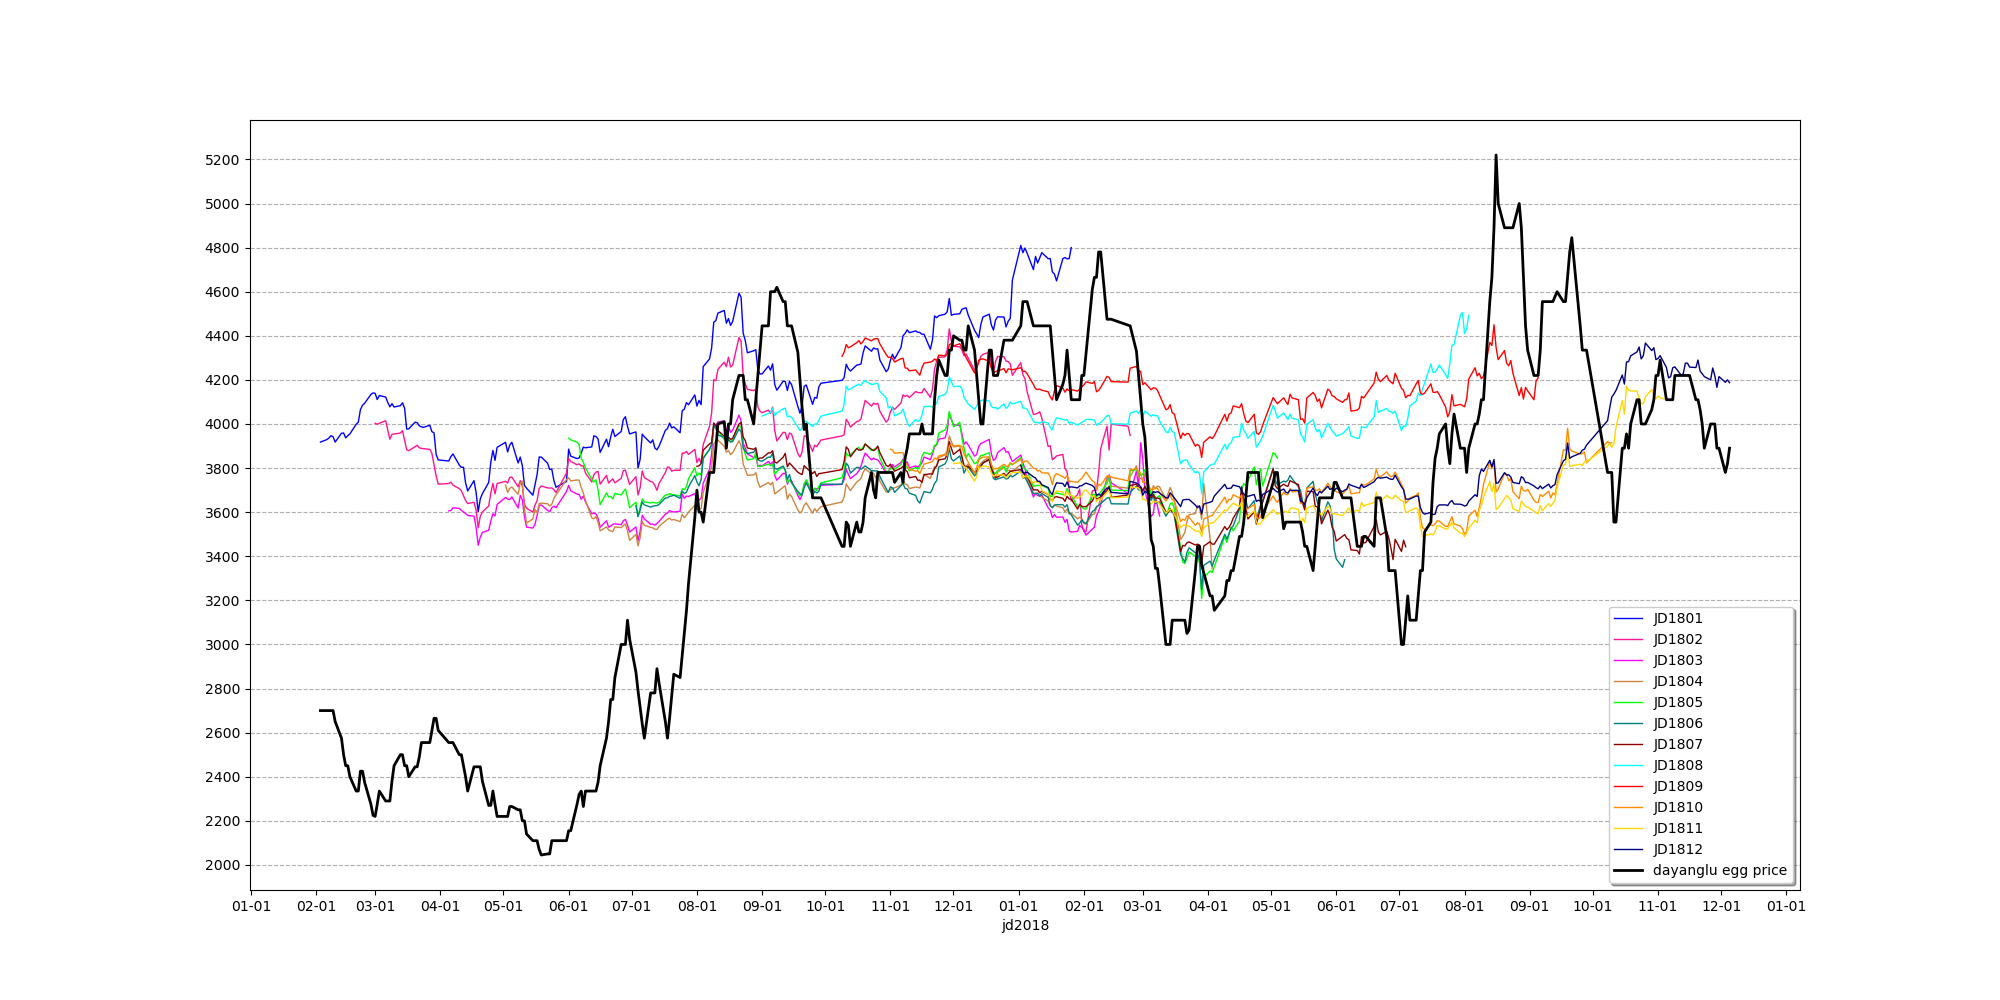 5200
5000
4800
4600
4400
4200
4000
3800
3600
3400
3200
3000
2800
2600
2400
2200
2000
01-01 02-01 03-01 04-01 05-01 06-01 07-01 08-01 09-01 10-01 11-01 12-01 01-01 02-01 03-01 04-01 05-01 06-01 07-01 08-01 09-01 10-01 11-01 12-01 01-01
jd2018
JD1801
JD1802
JD1803
JD1804
JD1805
JD1806
JD1807
JD1808
JD1809
JD1810
JD1811
JD1812
dayanglu egg price